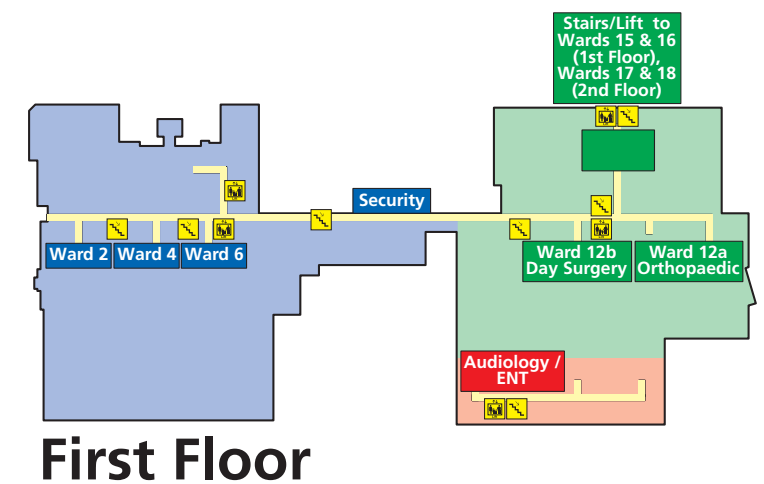 Stairs/Lift to
Wards 15 & 16
(1st Floor),
Wards 17 & 18
(2nd Floor)
Security
Ward 2
Ward 4
Ward 6
Ward 12b
Day Surgery
Ward 12a
Orthopaedic
Audiology /
ENT
First Floor